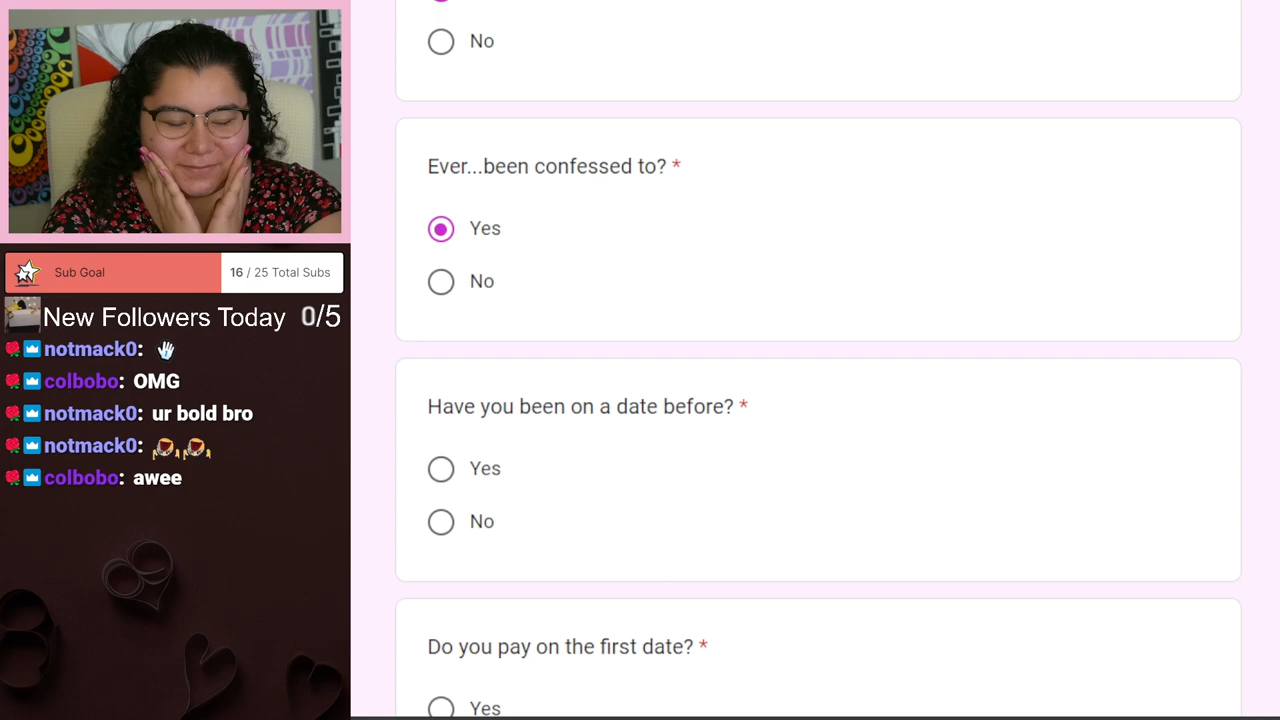 Sub Goal 16 / 25 Total Subs
New Followers Today 0/5
notmack0:
colbobo: OMG
notmack0: ur bold bro
notmack0:
colbobo: awee
No
Ever...been confessed to? *
Yes
No
Have you been on a date before? *
Yes
No
Do you pay on the first date? *
Yes